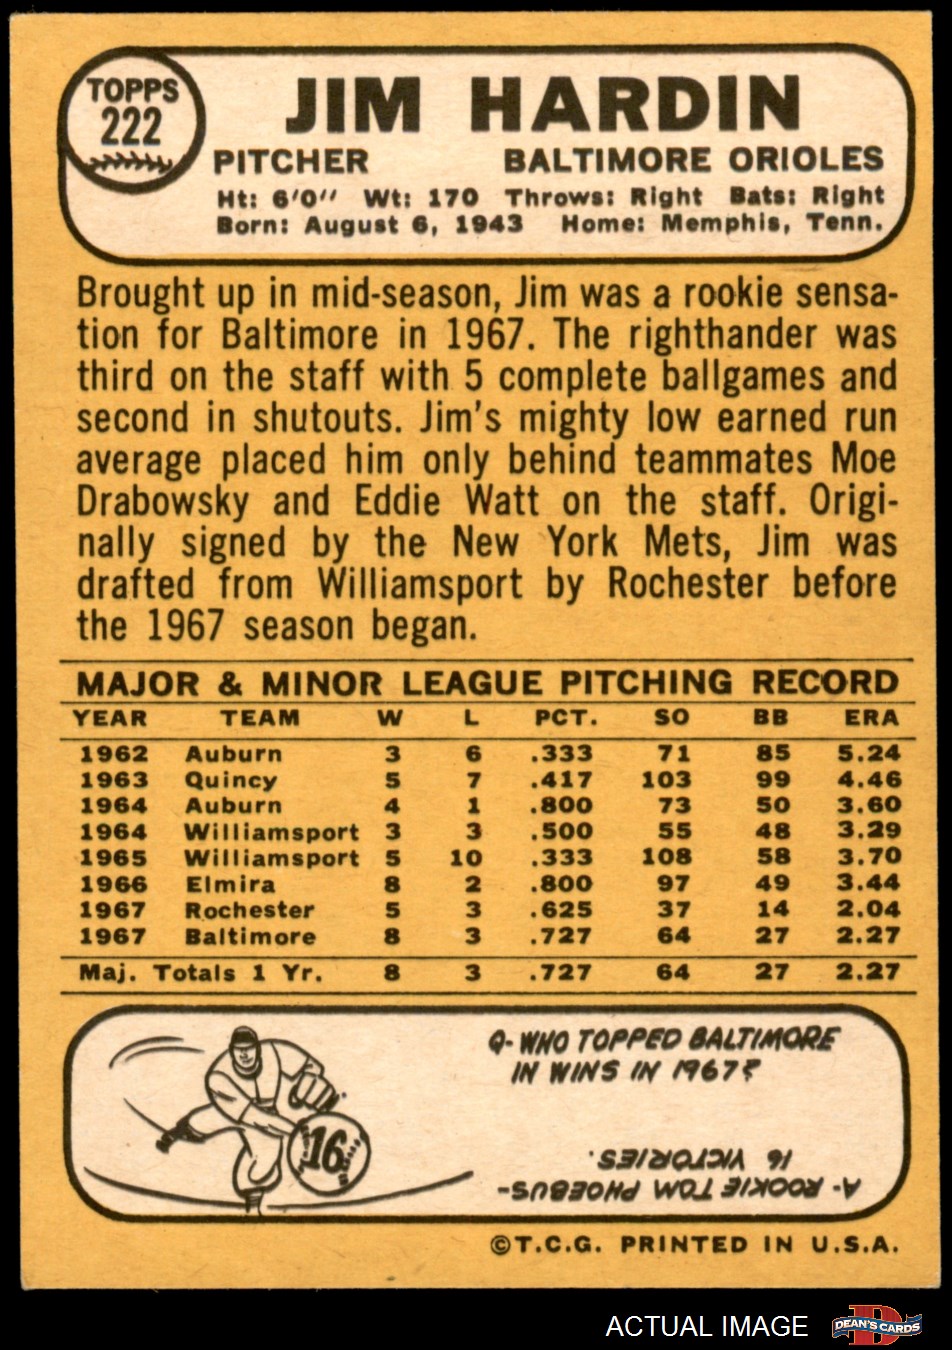 TOPPS
222
JIM HARDIN
PITCHER BALTIMORE ORIOLES
Ht: 6'0" Wt: 170 Throws: Right Bats: Right
Born: August 6, 1943 Home: Memphis, Tenn.
Brought up in mid-season, Jim was a rookie sensa-
tion for Baltimore in 1967. The righthander was
third on the staff with 5 complete ballgames and
second in shutouts. Jim's mighty low earned run
average placed him only behind teammates Moe
Drabowsky and Eddie Watt on the staff. Origi-
nally signed by the New York Mets, Jim was
drafted from Williamsport by Rochester before
the 1967 season began.
MAJOR & MINOR LEAGUE PITCHING RECORD
YEAR TEAM W L PCT. SO BB ERA
1962 Auburn 3 6 .333 71 85 5.24
1963 Quincy 5 7 .417 103 99 4.46
1964 Auburn 4 1 .800 73 50 3.60
1964 Williamsport 3 3 .500 55 48 3.29
1965 Williamsport 5 10 .333 108 58 3.70
1966 Elmira 8 2 .800 97 49 3.44
1967 Rochester 5 3 .625 37 14 2.04
1967 Baltimore 8 3 .727 64 27 2.27
Maj. Totals 1 Yr. 8 3 .727 64 27 2.27
Q- WHO TOPPED BALTIMORE
IN WINS IN 1967?
16
A- ROOKIE TOM PHOEBUS-
16 VICTORIES.
©T.C.G. PRINTED IN U.S.A.
ACTUAL IMAGE
D
DEAN'S CARDS